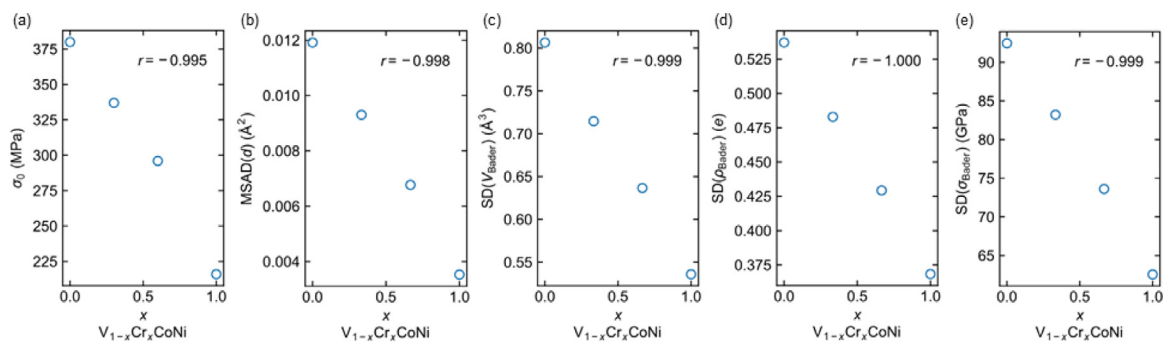 (a)
375
350
325
300
275
250
225
σ₀ (MPa)
r = −0.995
0.0 0.5 1.0
x
V₁₋ₓCrₓCoNi
(b)
0.012
0.010
0.008
0.006
0.004
MSAD(d) (Å²)
r = −0.998
0.0 0.5 1.0
x
V₁₋ₓCrₓCoNi
(c)
0.80
0.75
0.70
0.65
0.60
0.55
SD(V_Bader) (Å³)
r = −0.999
0.0 0.5 1.0
x
V₁₋ₓCrₓCoNi
(d)
0.525
0.500
0.475
0.450
0.425
0.400
0.375
SD(ρ_Bader) (e)
r = −1.000
0.0 0.5 1.0
x
V₁₋ₓCrₓCoNi
(e)
90
85
80
75
70
65
SD(σ_Bader) (GPa)
r = −0.999
0.0 0.5 1.0
x
V₁₋ₓCrₓCoNi